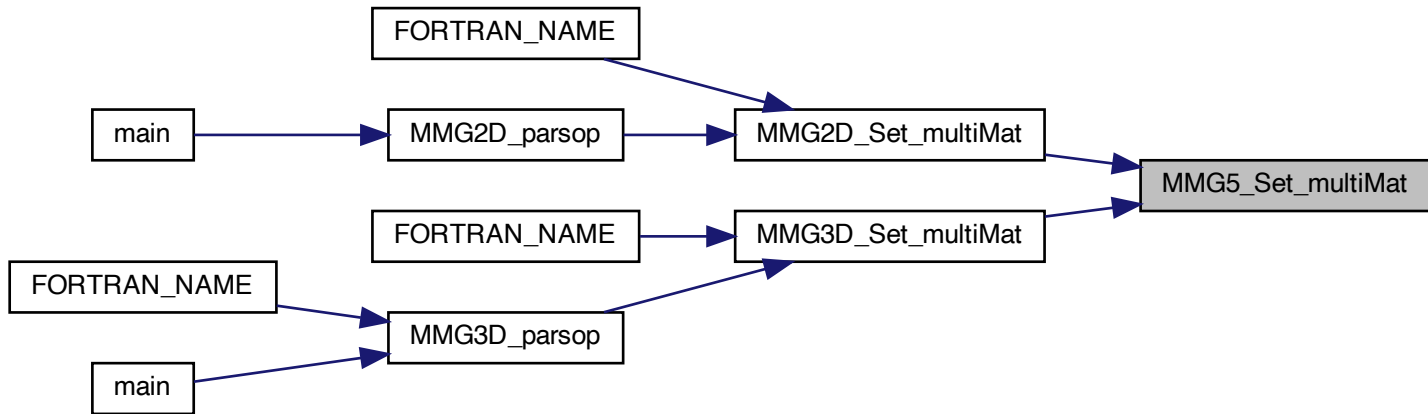 FORTRAN_NAME
main
MMG2D_parsop
MMG2D_Set_multiMat
MMG5_Set_multiMat
FORTRAN_NAME
MMG3D_Set_multiMat
FORTRAN_NAME
MMG3D_parsop
main